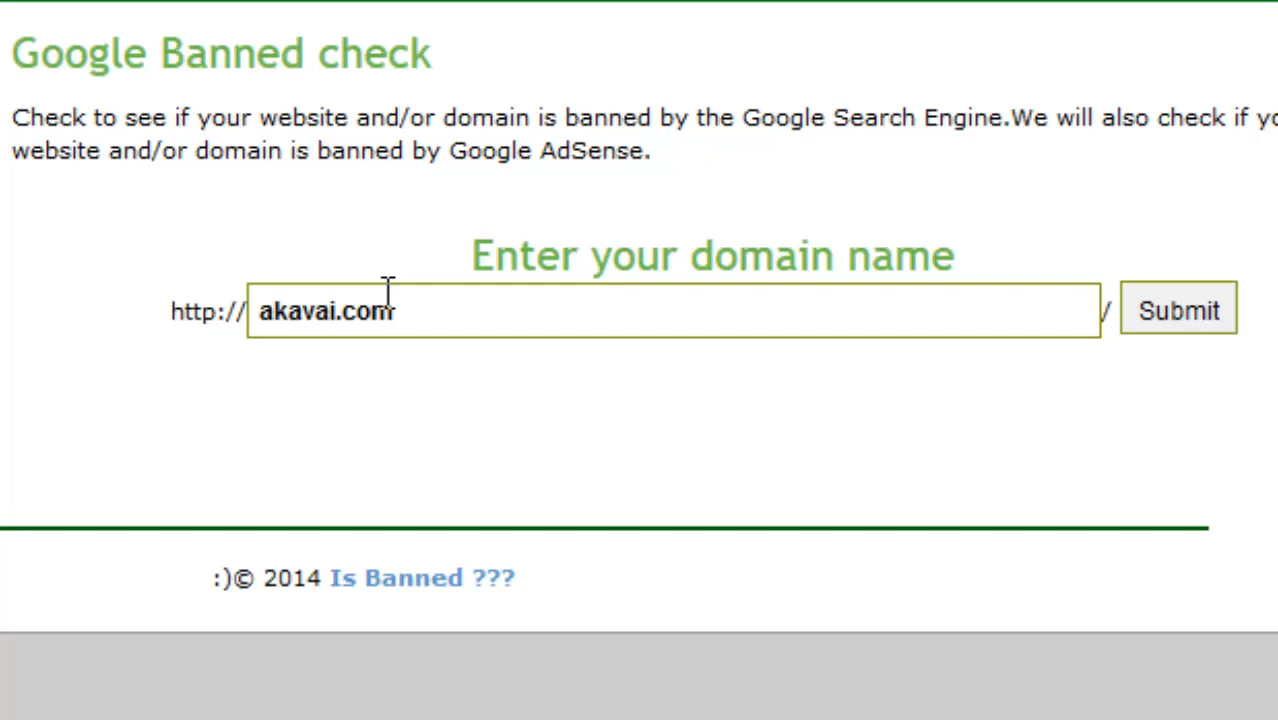 Google Banned check
Check to see if your website and/or domain is banned by the Google Search Engine.We will also check if
website and/or domain is banned by Google AdSense.
Enter your domain name
http:// akavai.com / Submit
:)© 2014 Is Banned ???